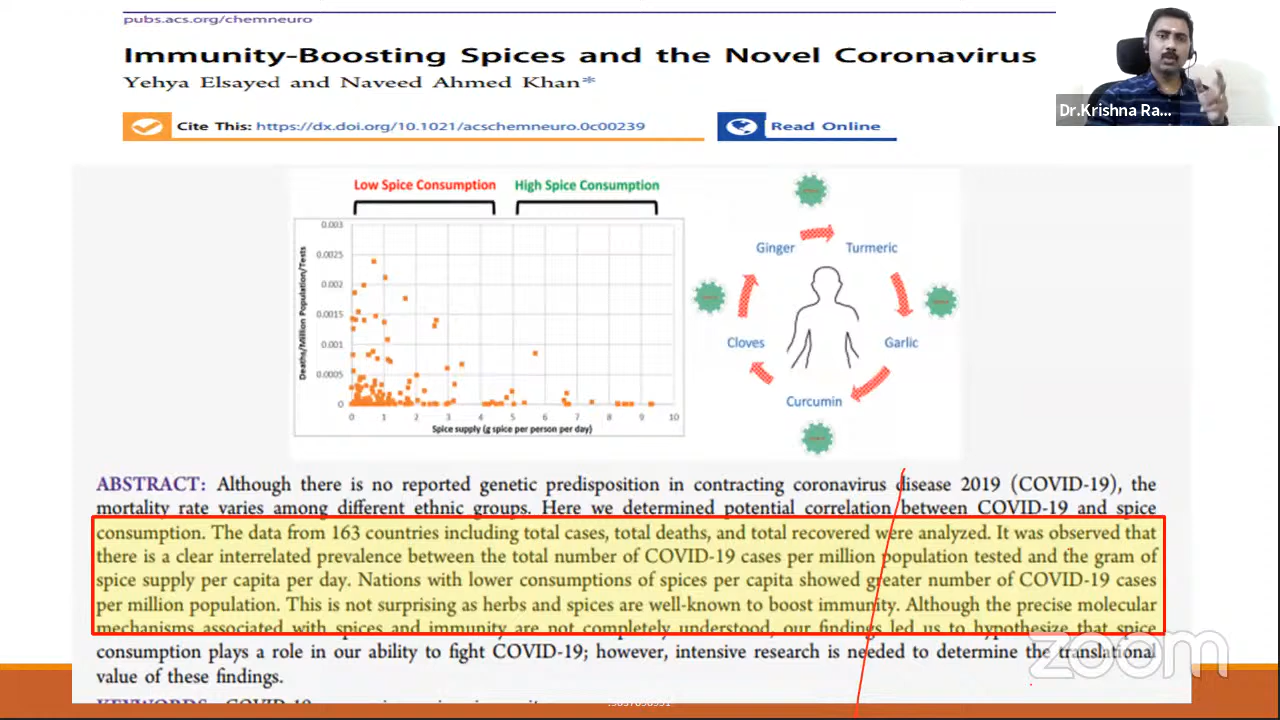 pubs.acs.org/chemneuro
Immunity-Boosting Spices and the Novel Coronavirus
Yehya Elsayed and Naveed Ahmed Khan*
Cite This: https://dx.doi.org/10.1021/acschemneuro.0c00239
Read Online
Dr.Krishna Ra...
Low Spice Consumption
High Spice Consumption
Deaths/Million Population/Tests
0.003
0.0025
0.002
0.0015
0.001
0.0005
0
0 1 2 3 4 5 6 7 8 9 10
Spice supply (g spice per person per day)
Ginger
Turmeric
Cloves
Garlic
Curcumin
ABSTRACT: Although there is no reported genetic predisposition in contracting coronavirus disease 2019 (COVID-19), the
mortality rate varies among different ethnic groups. Here we determined potential correlation between COVID-19 and spice
consumption. The data from 163 countries including total cases, total deaths, and total recovered were analyzed. It was observed that
there is a clear interrelated prevalence between the total number of COVID-19 cases per million population tested and the gram of
spice supply per capita per day. Nations with lower consumptions of spices per capita showed greater number of COVID-19 cases
per million population. This is not surprising as herbs and spices are well-known to boost immunity. Although the precise molecular
mechanisms associated with spices and immunity are not completely understood, our findings led us to hypothesize that spice
consumption plays a role in our ability to fight COVID-19; however, intensive research is needed to determine the translational
value of these findings.
zoom